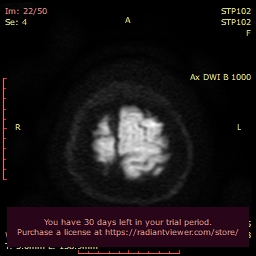 Im: 22/50
Se: 4
A
STP102
STP102
F
Ax DWI B 1000
R
L
You have 30 days left in your trial period.
Purchase a license at https://radiantviewer.com/store/